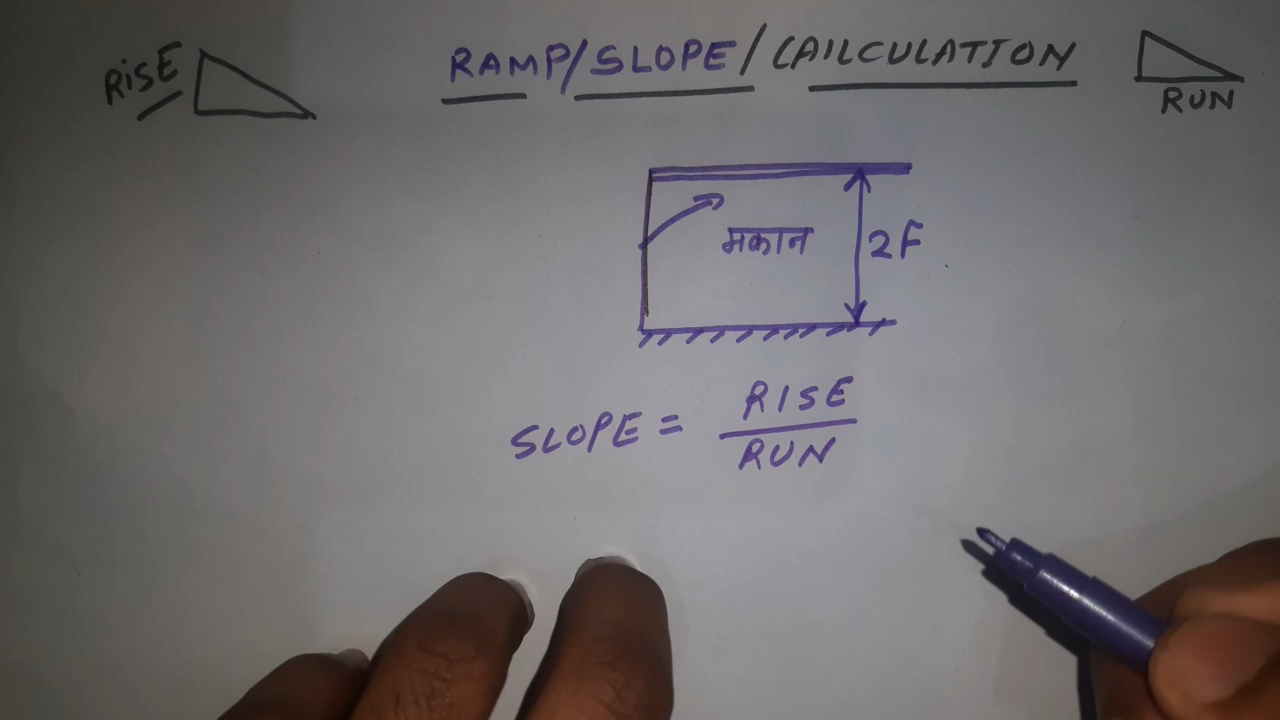 RISE
RAMP/SLOPE/CAILCULATION
RUN
मकान
2F
SLOPE = RISE
RUN